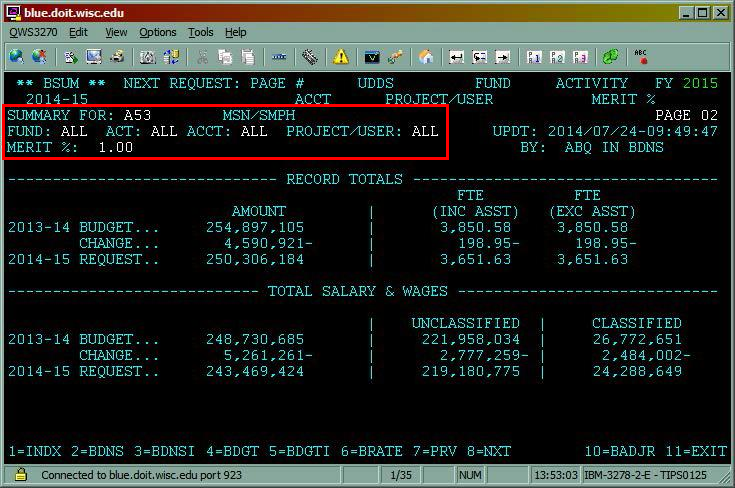 blue.doit.wisc.edu
QWS3270 Edit View Options Tools Help
P1 P2 P3 ABC
** BSUM ** NEXT REQUEST: PAGE # UDDS FUND ACTIVITY FY 2015
2014-15 ACCT PROJECT/USER MERIT %
SUMMARY FOR: A53 MSN/SMPH PAGE 02
FUND: ALL ACT: ALL ACCT: ALL PROJECT/USER: ALL UPDT: 2014/07/24-09:49:47
MERIT %: 1.00 BY: ABQ IN BDNS
-------------------------------- RECORD TOTALS --------------------------------
FTE FTE
AMOUNT | (INC ASST) (EXC ASST)
2013-14 BUDGET... 254,897,105 | 3,850.58 3,850.58
CHANGE... 4,590,921- | 198.95- 198.95-
2014-15 REQUEST.. 250,306,184 | 3,651.63 3,651.63
----------------------------- TOTAL SALARY & WAGES -----------------------------
| UNCLASSIFIED | CLASSIFIED
2013-14 BUDGET... 248,730,685 | 221,958,034 | 26,772,651
CHANGE... 5,261,261- | 2,777,259- | 2,484,002-
2014-15 REQUEST.. 243,469,424 | 219,180,775 | 24,288,649
1=INDX 2=BDNS 3=BDNSI 4=BDGT 5=BDGTI 6=BRATE 7=PRV 8=NXT 10=BADJR 11=EXIT
Connected to blue.doit.wisc.edu port 923 1/35 NUM 13:53:03 IBM-3278-2-E - TIPS0125